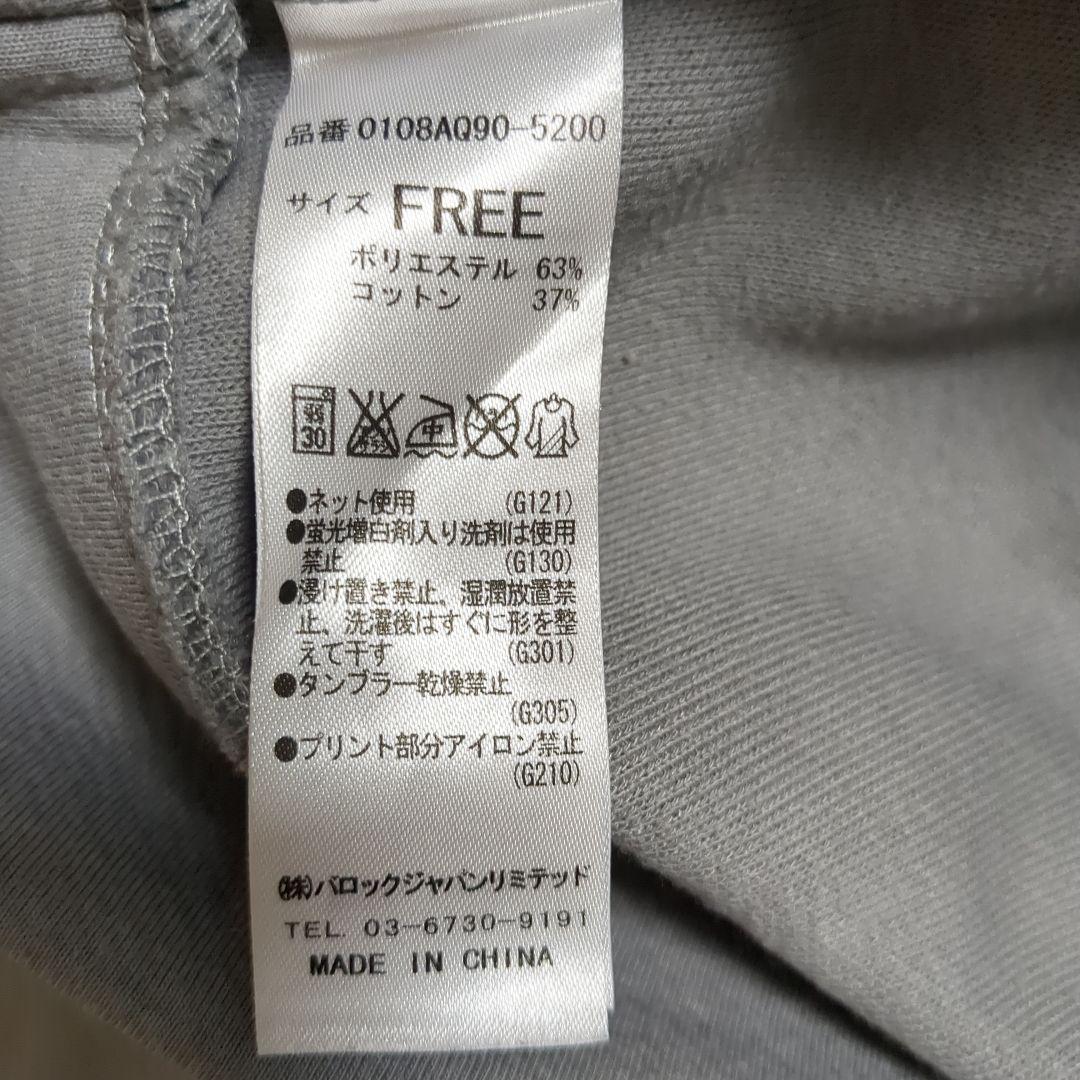 品番 0108AQ90-5200
サイズ FREE
ポリエステル 63%
コットン 37%
弱
30
中
●ネット使用 (G121)
●蛍光増白剤入り洗剤は使用
禁止 (G130)
●浸け置き禁止、湿潤放置禁
止、洗濯後はすぐに形を整
えて干す (G301)
●タンブラー乾燥禁止
(G305)
●プリント部分アイロン禁止
(G210)
㈱バロックジャパンリミテッド
TEL. 03-6730-9191
MADE IN CHINA